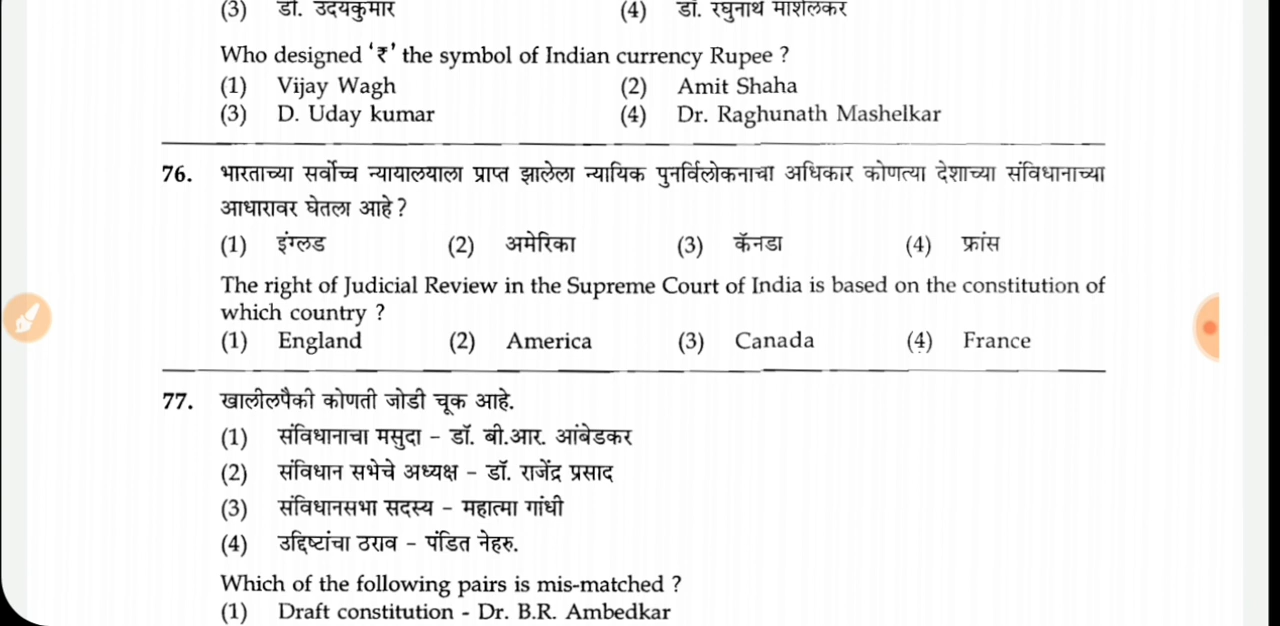 (3) डी. उदयकुमार (4) डॉ. रघुनाथ माशेलकर
Who designed ‘₹’ the symbol of Indian currency Rupee ?
(1) Vijay Wagh (2) Amit Shaha
(3) D. Uday kumar (4) Dr. Raghunath Mashelkar
76. भारताच्या सर्वोच्च न्यायालयाला प्राप्त झालेला न्यायिक पुनर्विलोकनाचा अधिकार कोणत्या देशाच्या संविधानाच्या
आधारावर घेतला आहे ?
(1) इंग्लड (2) अमेरिका (3) कॅनडा (4) फ्रांस
The right of Judicial Review in the Supreme Court of India is based on the constitution of
which country ?
(1) England (2) America (3) Canada (4) France
77. खालीलपैकी कोणती जोडी चूक आहे.
(1) संविधानाचा मसुदा - डॉ. बी.आर. आंबेडकर
(2) संविधान सभेचे अध्यक्ष - डॉ. राजेंद्र प्रसाद
(3) संविधानसभा सदस्य - महात्मा गांधी
(4) उद्दिष्टांचा ठराव - पंडित नेहरु.
Which of the following pairs is mis-matched ?
(1) Draft constitution - Dr. B.R. Ambedkar